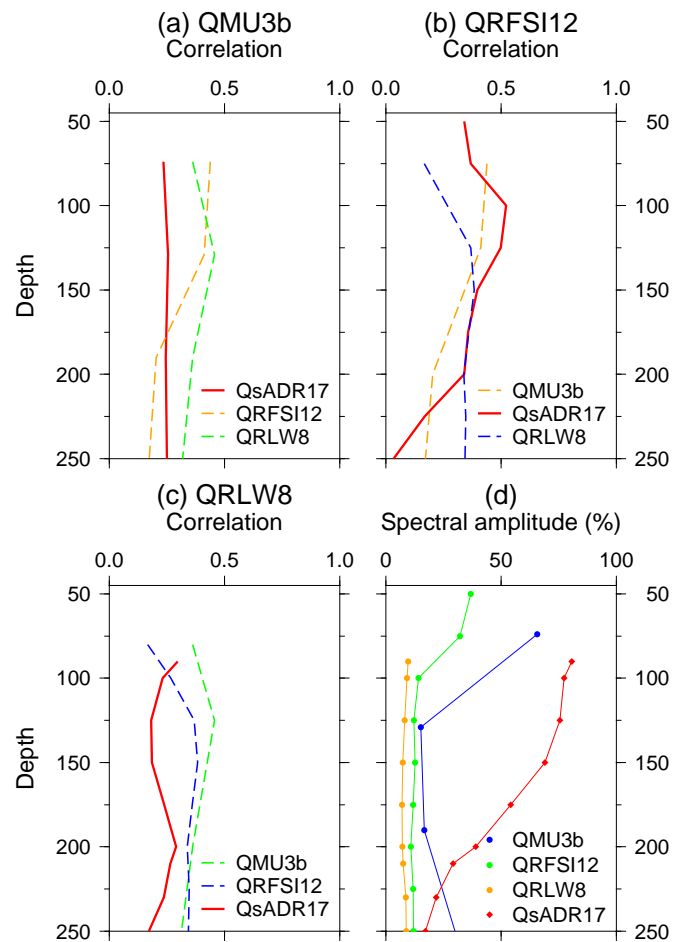 (a) QMU3b
Correlation
0.0 0.5 1.0
Depth
50
100
150
200
250
QsADR17
QRFSI12
QRLW8
(b) QRFSI12
Correlation
0.0 0.5 1.0
50
100
150
200
250
QMU3b
QsADR17
QRLW8
(c) QRLW8
Correlation
0.0 0.5 1.0
Depth
50
100
150
200
250
QMU3b
QRFSI12
QsADR17
(d)
Spectral amplitude (%)
0 50 100
50
100
150
200
250
QMU3b
QRFSI12
QRLW8
QsADR17